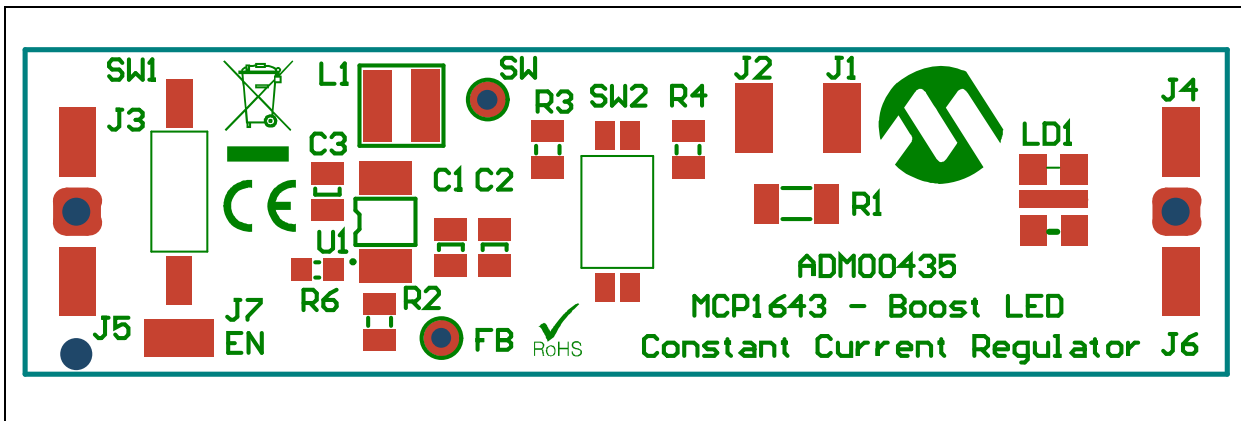 SW1
L1
SW
J2
J1
J4
R3
SW2
R4
J3
LD1
C3
C1
C2
CE
R1
U1
ADM00435
R6
R2
J7
MCP1643 - Boost LED
J5
EN
FB
RoHS
Constant Current Regulator
J6